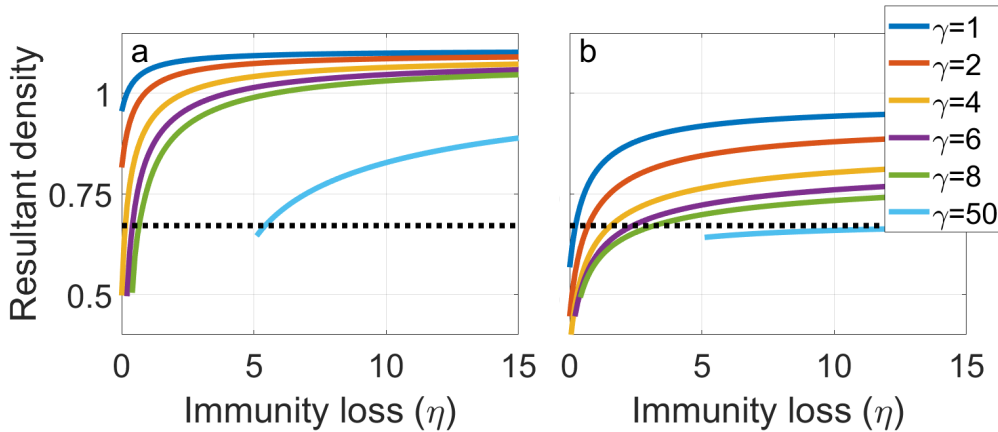 a
b
Resultant density
1
0.75
0.5
0
5
10
15
0
5
10
15
Immunity loss (η)
Immunity loss (η)
γ=1
γ=2
γ=4
γ=6
γ=8
γ=50